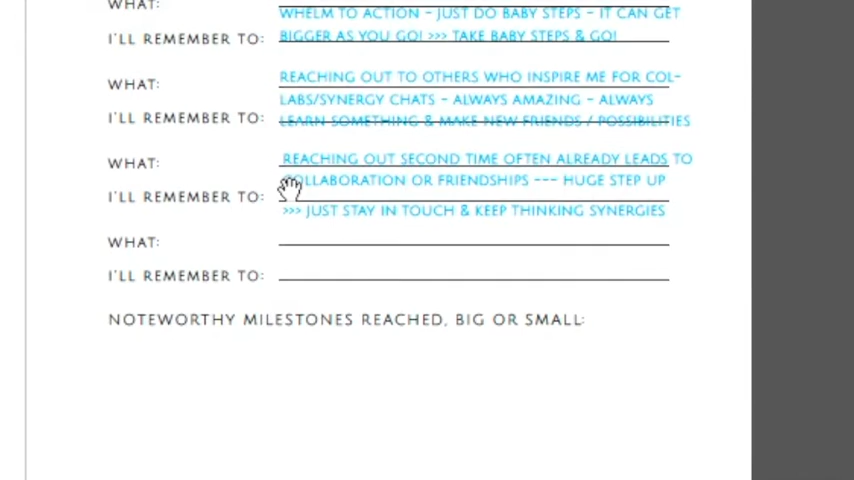 WHAT:
WHELM TO ACTION - JUST DO BABY STEPS - IT CAN GET
I'LL REMEMBER TO: BIGGER AS YOU GO! >>> TAKE BABY STEPS & GO!
REACHING OUT TO OTHERS WHO INSPIRE ME FOR COL-
WHAT:
LABS/SYNERGY CHATS - ALWAYS AMAZING - ALWAYS
I'LL REMEMBER TO: LEARN SOMETHING & MAKE NEW FRIENDS / POSSIBILITIES
WHAT: REACHING OUT SECOND TIME OFTEN ALREADY LEADS TO
COLLABORATION OR FRIENDSHIPS --- HUGE STEP UP
I'LL REMEMBER TO:
>>> JUST STAY IN TOUCH & KEEP THINKING SYNERGIES
WHAT:
I'LL REMEMBER TO:
NOTEWORTHY MILESTONES REACHED, BIG OR SMALL: